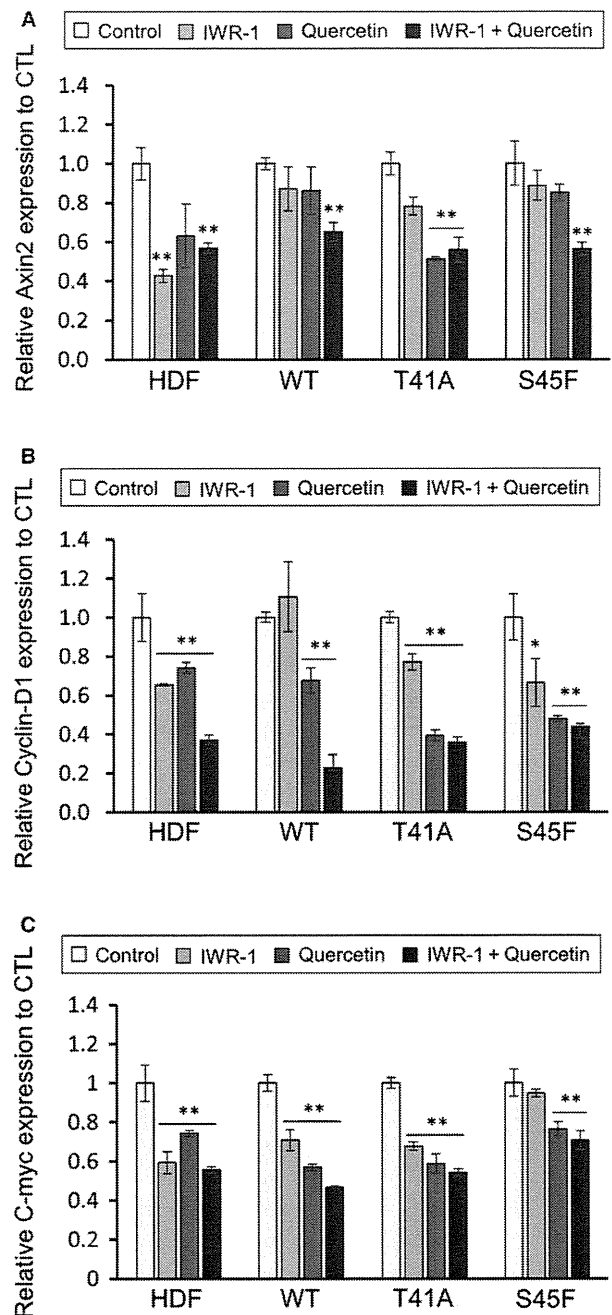 A
Control IWR-1 Quercetin IWR-1 + Quercetin
Relative Axin2 expression to CTL
1.4
1.2
1.0
0.8
0.6
0.4
0.2
0.0
** ** ** ** **
HDF WT T41A S45F
B
Control IWR-1 Quercetin IWR-1 + Quercetin
Relative Cyclin-D1 expression to CTL
1.4
1.2
1.0
0.8
0.6
0.4
0.2
0.0
** ** ** * **
HDF WT T41A S45F
C
Control IWR-1 Quercetin IWR-1 + Quercetin
Relative C-myc expression to CTL
1.4
1.2
1
0.8
0.6
0.4
0.2
0
** ** ** **
HDF WT T41A S45F